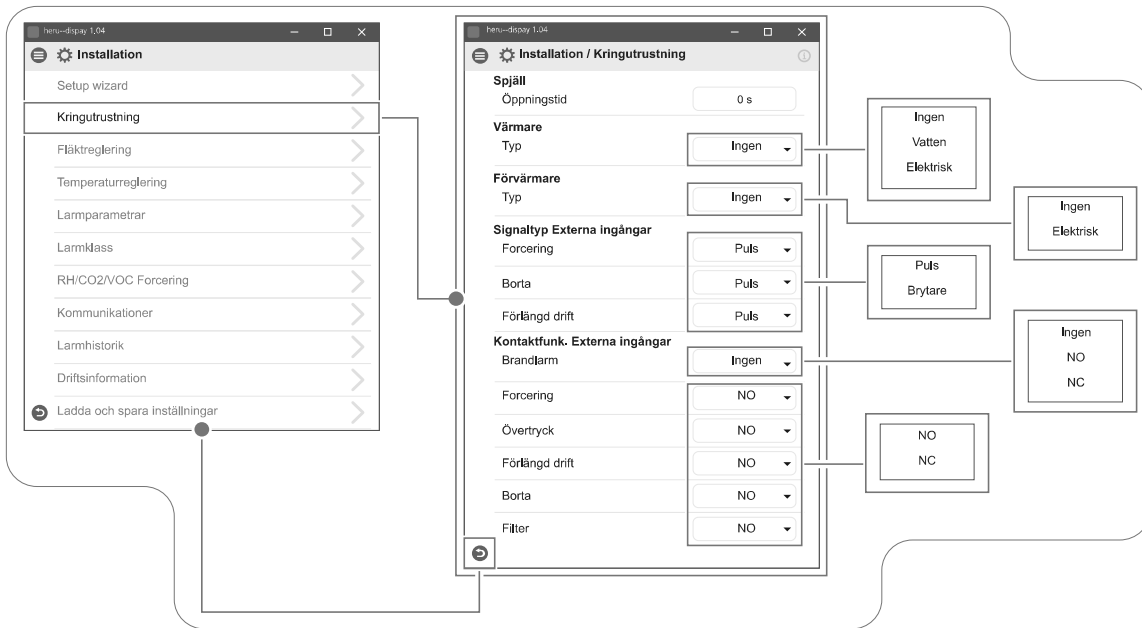 heru--dispay 1.04
Installation
Setup wizard
Kringutrustning
Fläktreglering
Temperaturreglering
Larmparametrar
Larmklass
RH/CO2/VOC Forcering
Kommunikationer
Larmhistorik
Driftsinformation
Ladda och spara inställningar
heru--dispay 1.04
Installation / Kringutrustning
Spjäll
Öppningstid 0 s
Värmare
Typ Ingen
Förvärmare
Typ Ingen
Signaltyp Externa ingångar
Forcering Puls
Borta Puls
Förlängd drift Puls
Kontaktfunk. Externa ingångar
Brandlarm Ingen
Forcering NO
Övertryck NO
Förlängd drift NO
Borta NO
Filter NO
Ingen
Vatten
Elektrisk
Ingen
Elektrisk
Puls
Brytare
Ingen
NO
NC
NO
NC